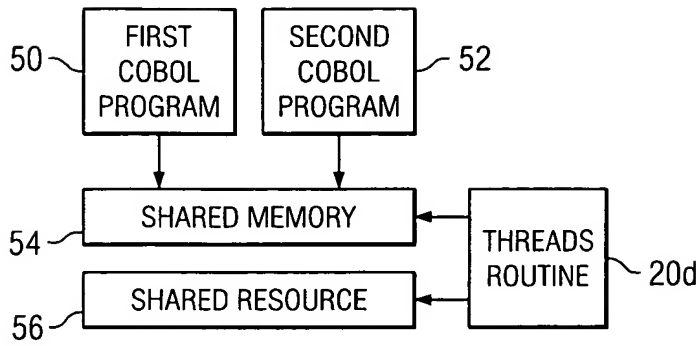 50
FIRST
COBOL
PROGRAM
SECOND
COBOL
PROGRAM
52
SHARED MEMORY
54
THREADS
ROUTINE
20d
SHARED RESOURCE
56